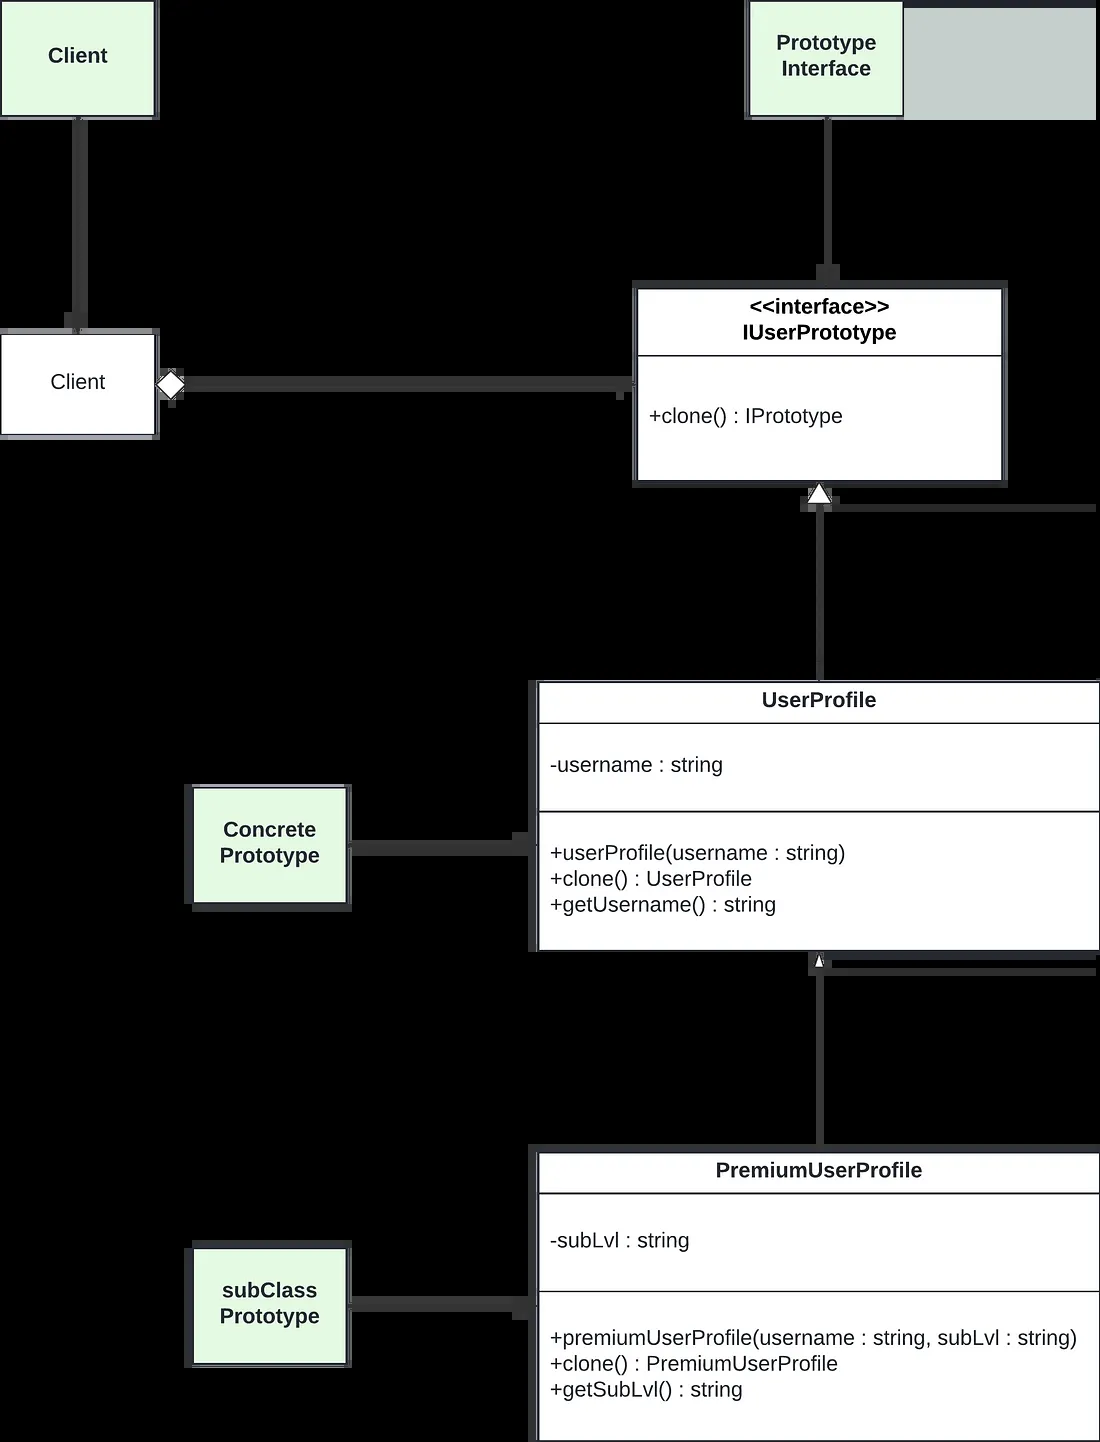 Client
Prototype
Interface
<<interface>>
IUserPrototype
Client
+clone() : IPrototype
UserProfile
-username : string
Concrete
Prototype
+userProfile(username : string)
+clone() : UserProfile
+getUsername() : string
PremiumUserProfile
-subLvl : string
subClass
Prototype
+premiumUserProfile(username : string, subLvl : string)
+clone() : PremiumUserProfile
+getSubLvl() : string